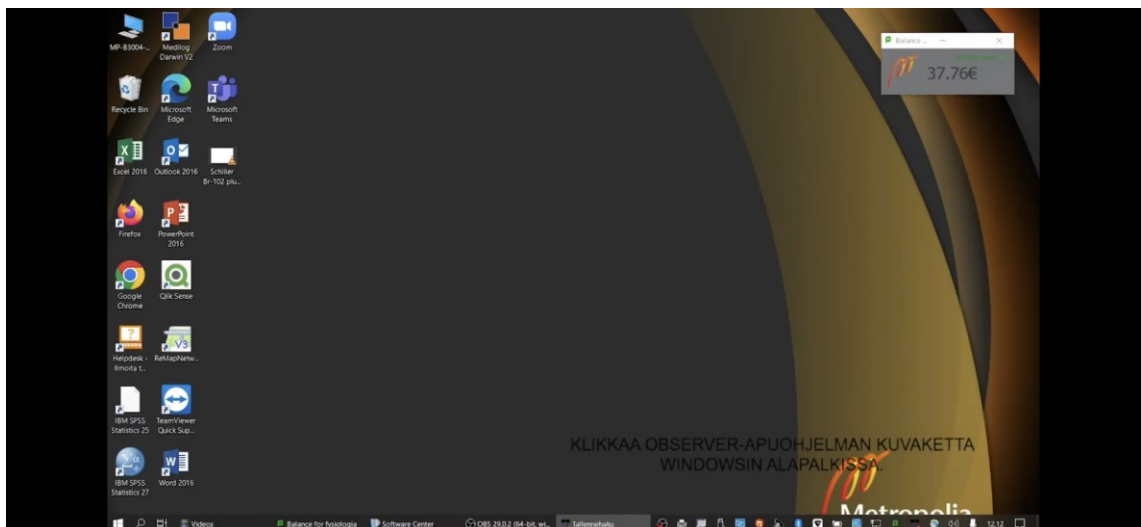 MP-B3004-...
Medilog
Darwin V2
Zoom
Balance ...
37.76€
Recycle Bin
Microsoft
Edge
Microsoft
Teams
Excel 2016
Outlook 2016
Schiller
Br-102 plu...
Firefox
PowerPoint
2016
Google
Chrome
Qlik Sense
Helpdesk -
Ilmoita t...
ReMapNetw...
IBM SPSS
Statistics 25
TeamViewer
Quick Sup...
IBM SPSS
Statistics 27
Word 2016
KLIKKAA OBSERVER-APUOHJELMAN KUVAKETTA
WINDOWSIN ALAPALKISSA.
Metropolia
Videos
Balance for fysiologia
Software Center
OBS 29.0.2 (64-bit, wi...
Tallennehaku
12.12